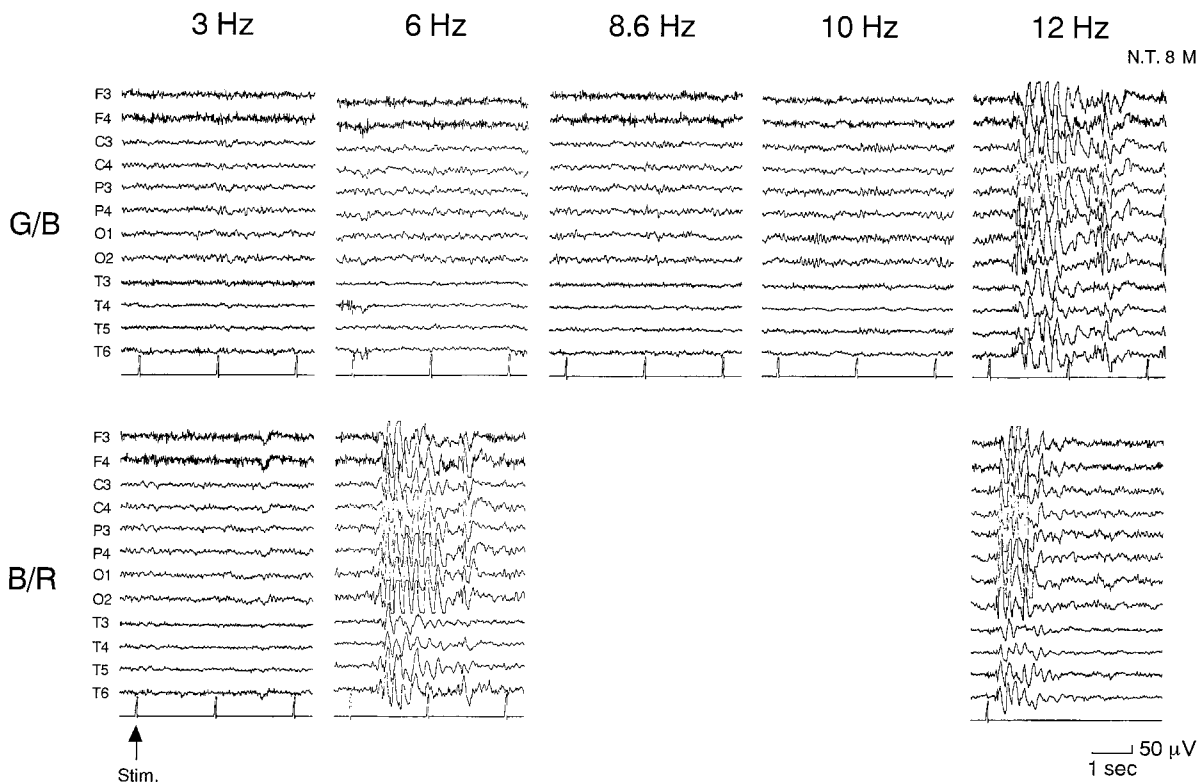 3 Hz 6 Hz 8.6 Hz 10 Hz 12 Hz
N.T. 8 M
G/B
F3
F4
C3
C4
P3
P4
O1
O2
T3
T4
T5
T6
B/R
F3
F4
C3
C4
P3
P4
O1
O2
T3
T4
T5
T6
Stim.
50 μV
1 sec